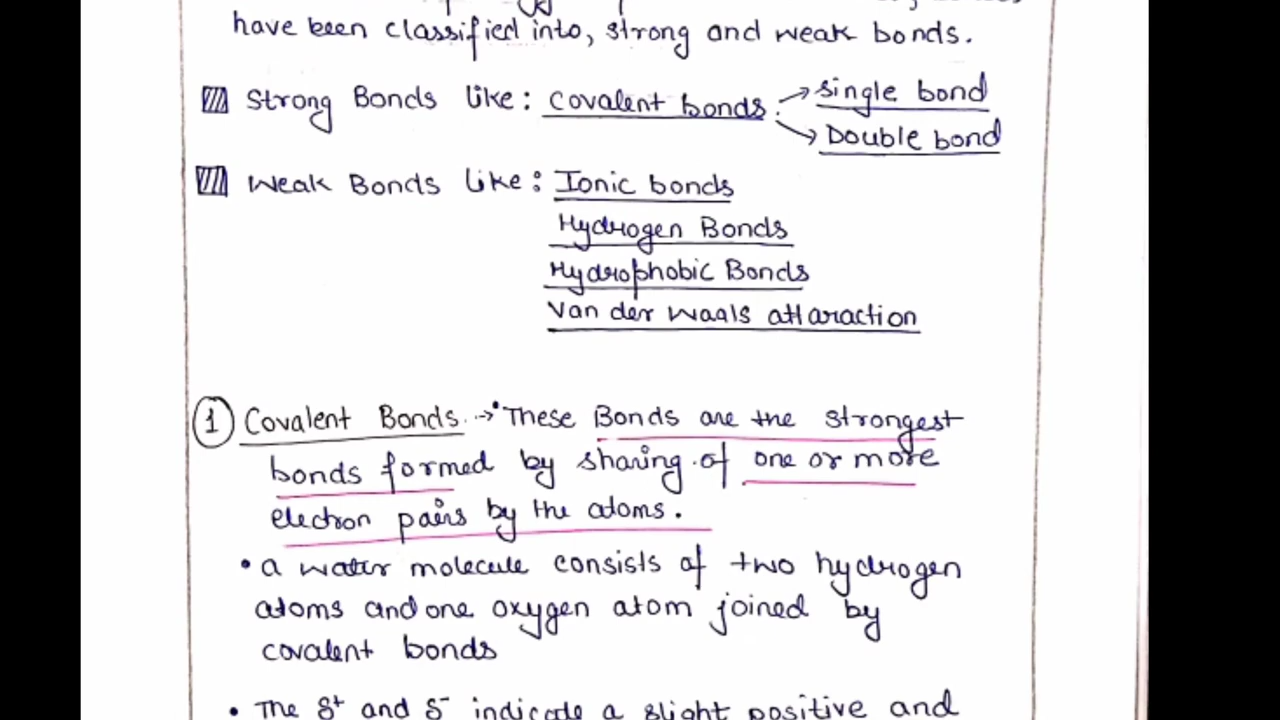 have been classified into, strong and weak bonds.
Strong Bonds like: covalent bonds → single bond
→ Double bond
Weak Bonds like: Ionic bonds
Hydrogen Bonds
Hydrophobic Bonds
Van der Waals attaraction
1 Covalent Bonds → These Bonds are the strongest
bonds formed by sharing of one or more
electron pairs by the atoms.
• a water molecule consists of two hydrogen
atoms and one oxygen atom joined by
covalent bonds
• The δ+ and δ- indicate a slight positive and